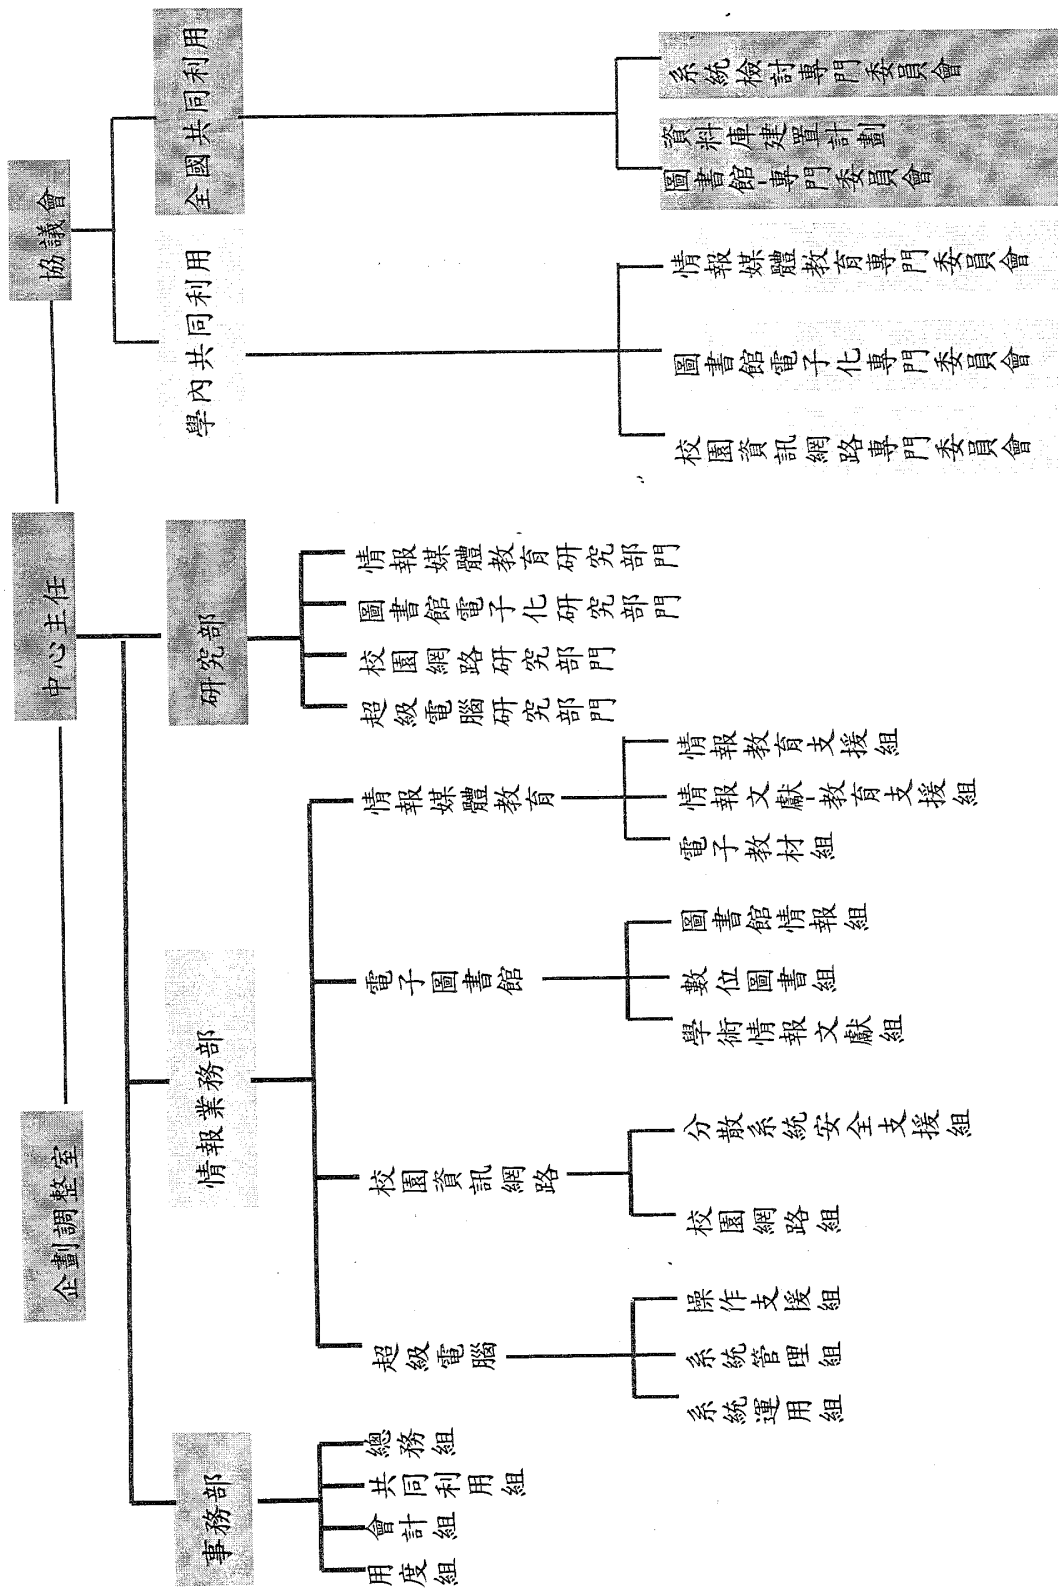 企劃調整室
中心主任
協議會
事務部
情報業務部
研究部
學內共同利用
全國共同利用
用度組
會計組
共同利用組
總務組
超級電腦
校園資訊網路
電子圖書館
情報媒體教育
超級電腦研究部門
校園網路研究部門
圖書館電子化研究部門
情報媒體教育研究部門
系統運用組
系統管理組
操作支援組
校園網路組
分散系統安全支援組
學術情報文獻組
數位圖書組
圖書館情報組
電子教材組
情報文獻教育支援組
情報教育支援組
校園資訊網路專門委員會
圖書館電子化專門委員會
情報媒體教育專門委員會
圖書館專門委員會
資料庫建置計劃
系統檢討專門委員會